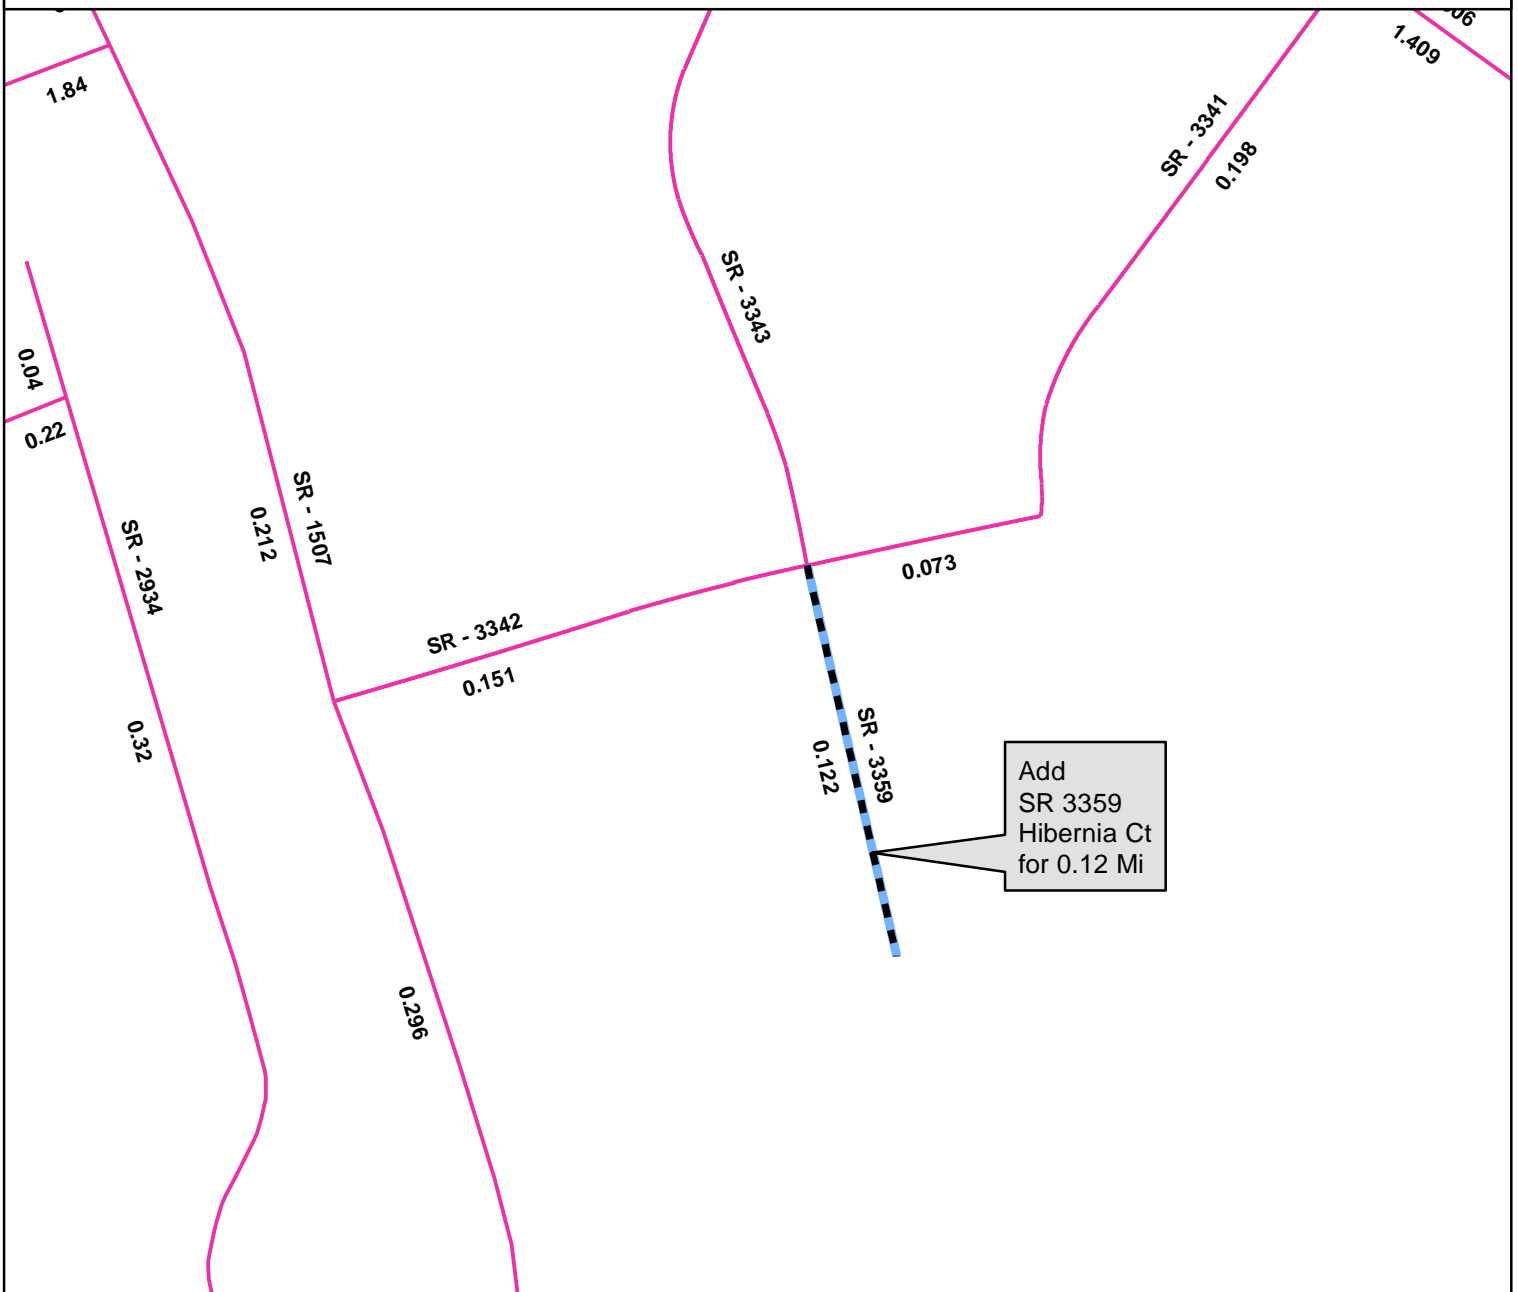 1.409
1.84
SR - 3341
0.198
SR - 3343
0.04
0.22
SR - 1507
0.212
SR - 2934
0.073
SR - 3342
0.151
0.32
SR - 3359
0.122
Add
SR 3359
Hibernia Ct
for 0.12 Mi
0.296